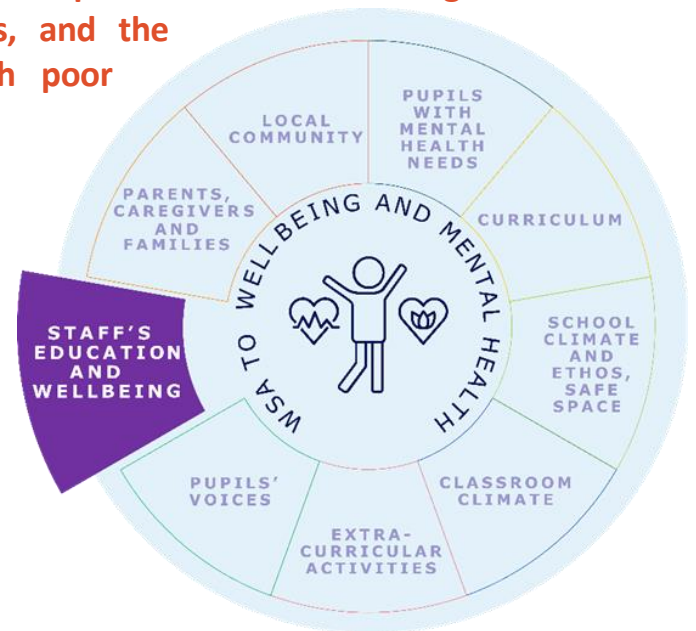 s, and the
h poor
LOCAL
COMMUNITY
PUPILS
WITH
MENTAL
HEALTH
NEEDS
PARENTS,
CAREGIVERS
AND
FAMILIES
CURRICULUM
WSA TO WELLBEING AND MENTAL HEALTH
STAFF'S
EDUCATION
AND
WELLBEING
SCHOOL
CLIMATE
AND
ETHOS,
SAFE
SPACE
PUPILS'
VOICES
CLASSROOM
CLIMATE
EXTRA-
CURRICULAR
ACTIVITIES